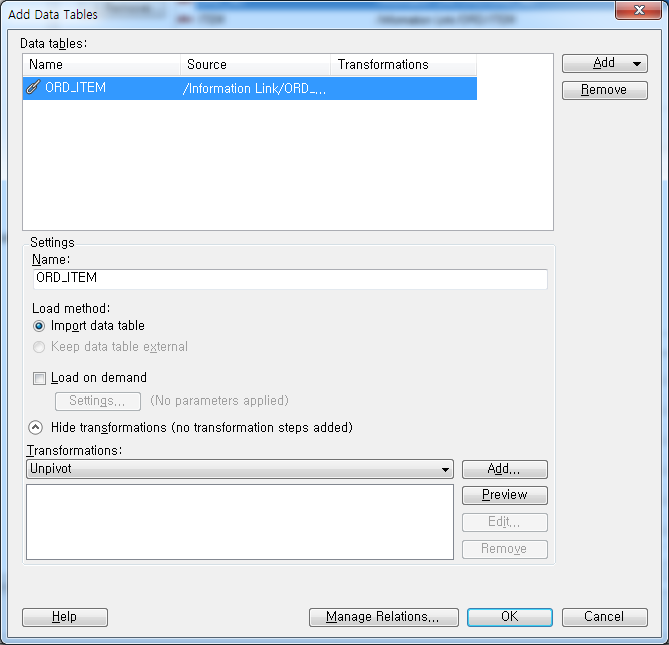 Add Data Tables
Data tables:
Name Source Transformations
ORD_ITEM /Information Link/ORD_...
Add
Remove
Settings
Name:
ORD_ITEM
Load method:
Import data table
Keep data table external
Load on demand
Settings... (No parameters applied)
Hide transformations (no transformation steps added)
Transformations:
Unpivot
Add...
Preview
Edit...
Remove
Help Manage Relations... OK Cancel